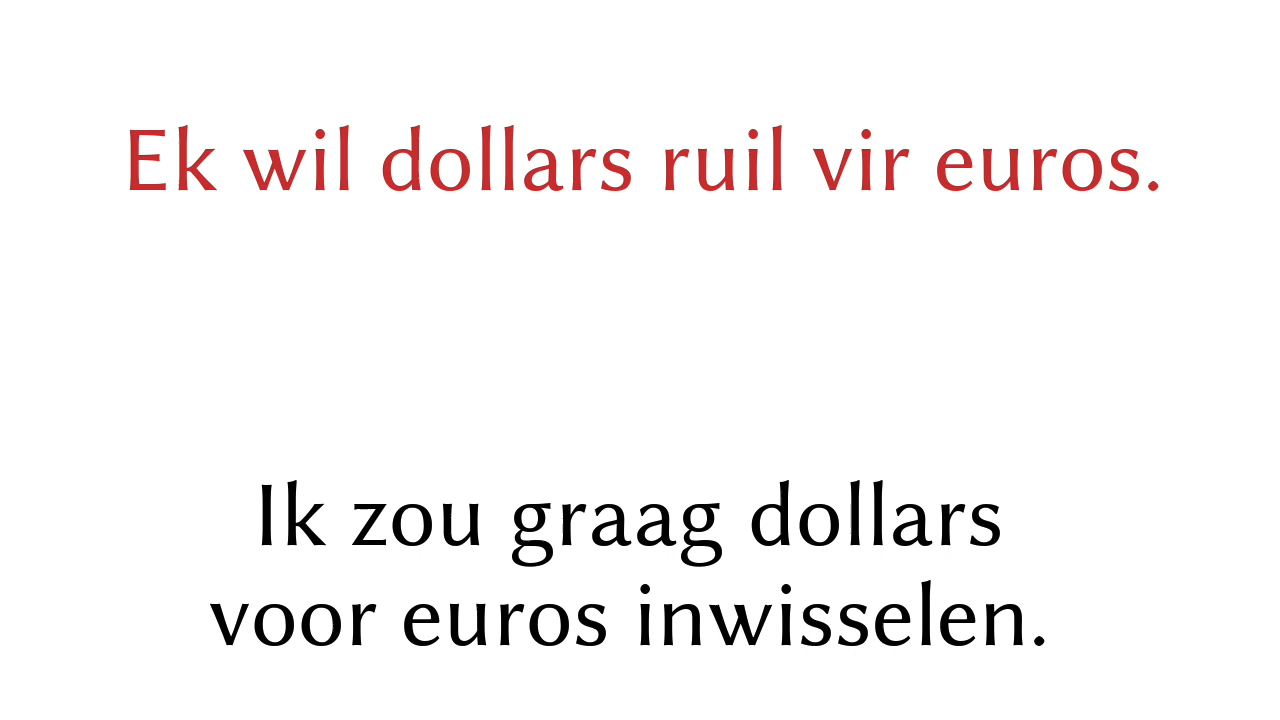 Ek wil dollars ruil vir euros.
Ik zou graag dollars
voor euros inwisselen.